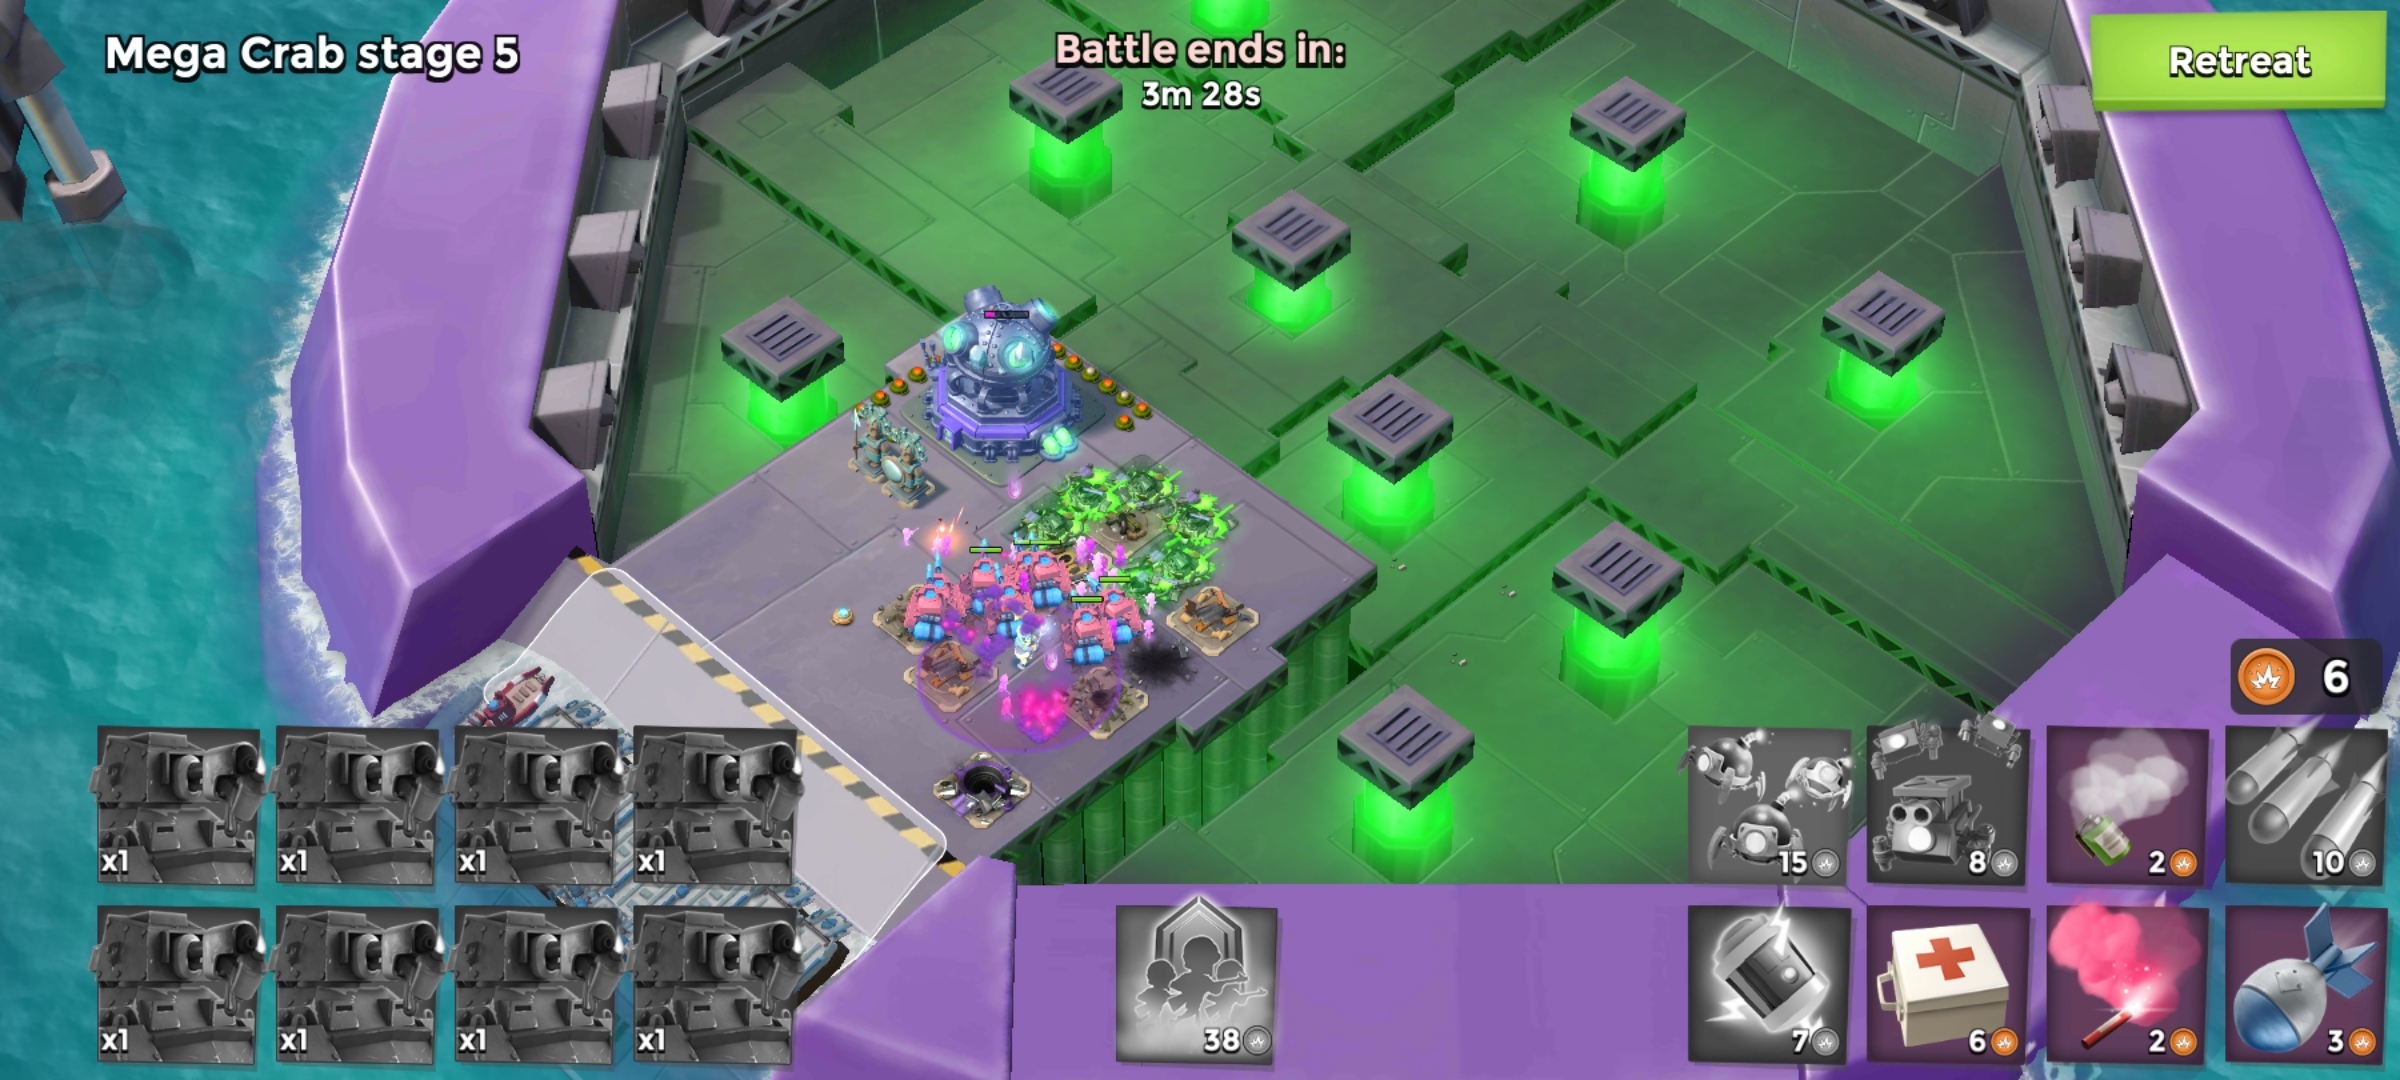 Mega Crab stage 5
Battle ends in:
3m 28s
Retreat
6
x1
x1
x1
x1
15
8
2
10
x1
x1
x1
x1
38
7
6
2
3